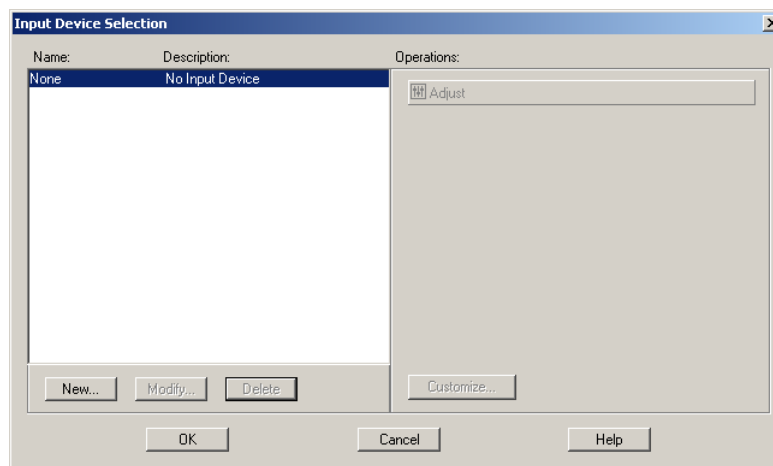 Input Device Selection
Name: Description: Operations:
None No Input Device
Adjust
New... Modify... Delete Customize...
OK Cancel Help